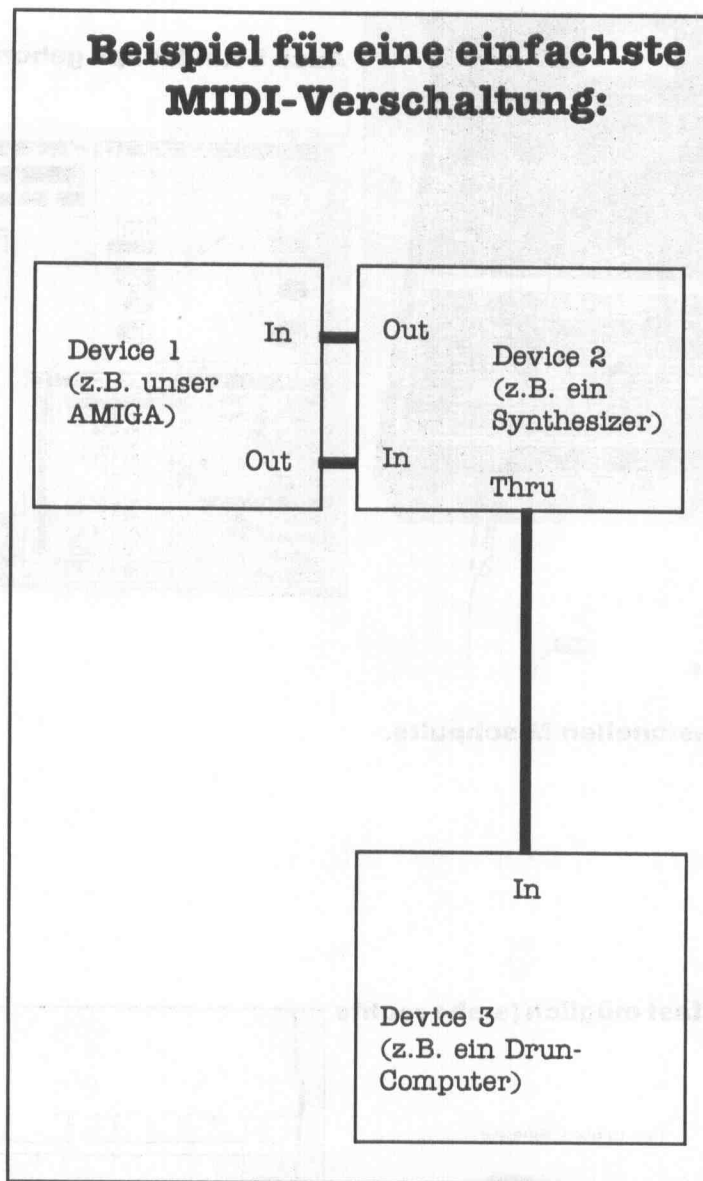 Beispiel für eine einfachste
MIDI-Verschaltung:
Device 1
(z.B. unser
AMIGA)
In
Out
Out
In
Device 2
(z.B. ein
Synthesizer)
Thru
In
Device 3
(z.B. ein Drun-
Computer)